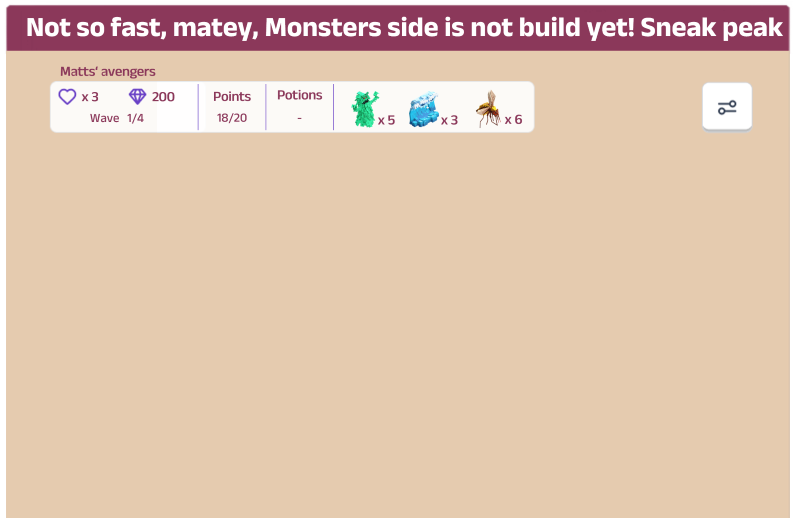 Not so fast, matey, Monsters side is not build yet! Sneak peak
Matts' avengers
x 3 200
Wave 1/4
Points
18/20
Potions
-
x 5 x 3 x 6